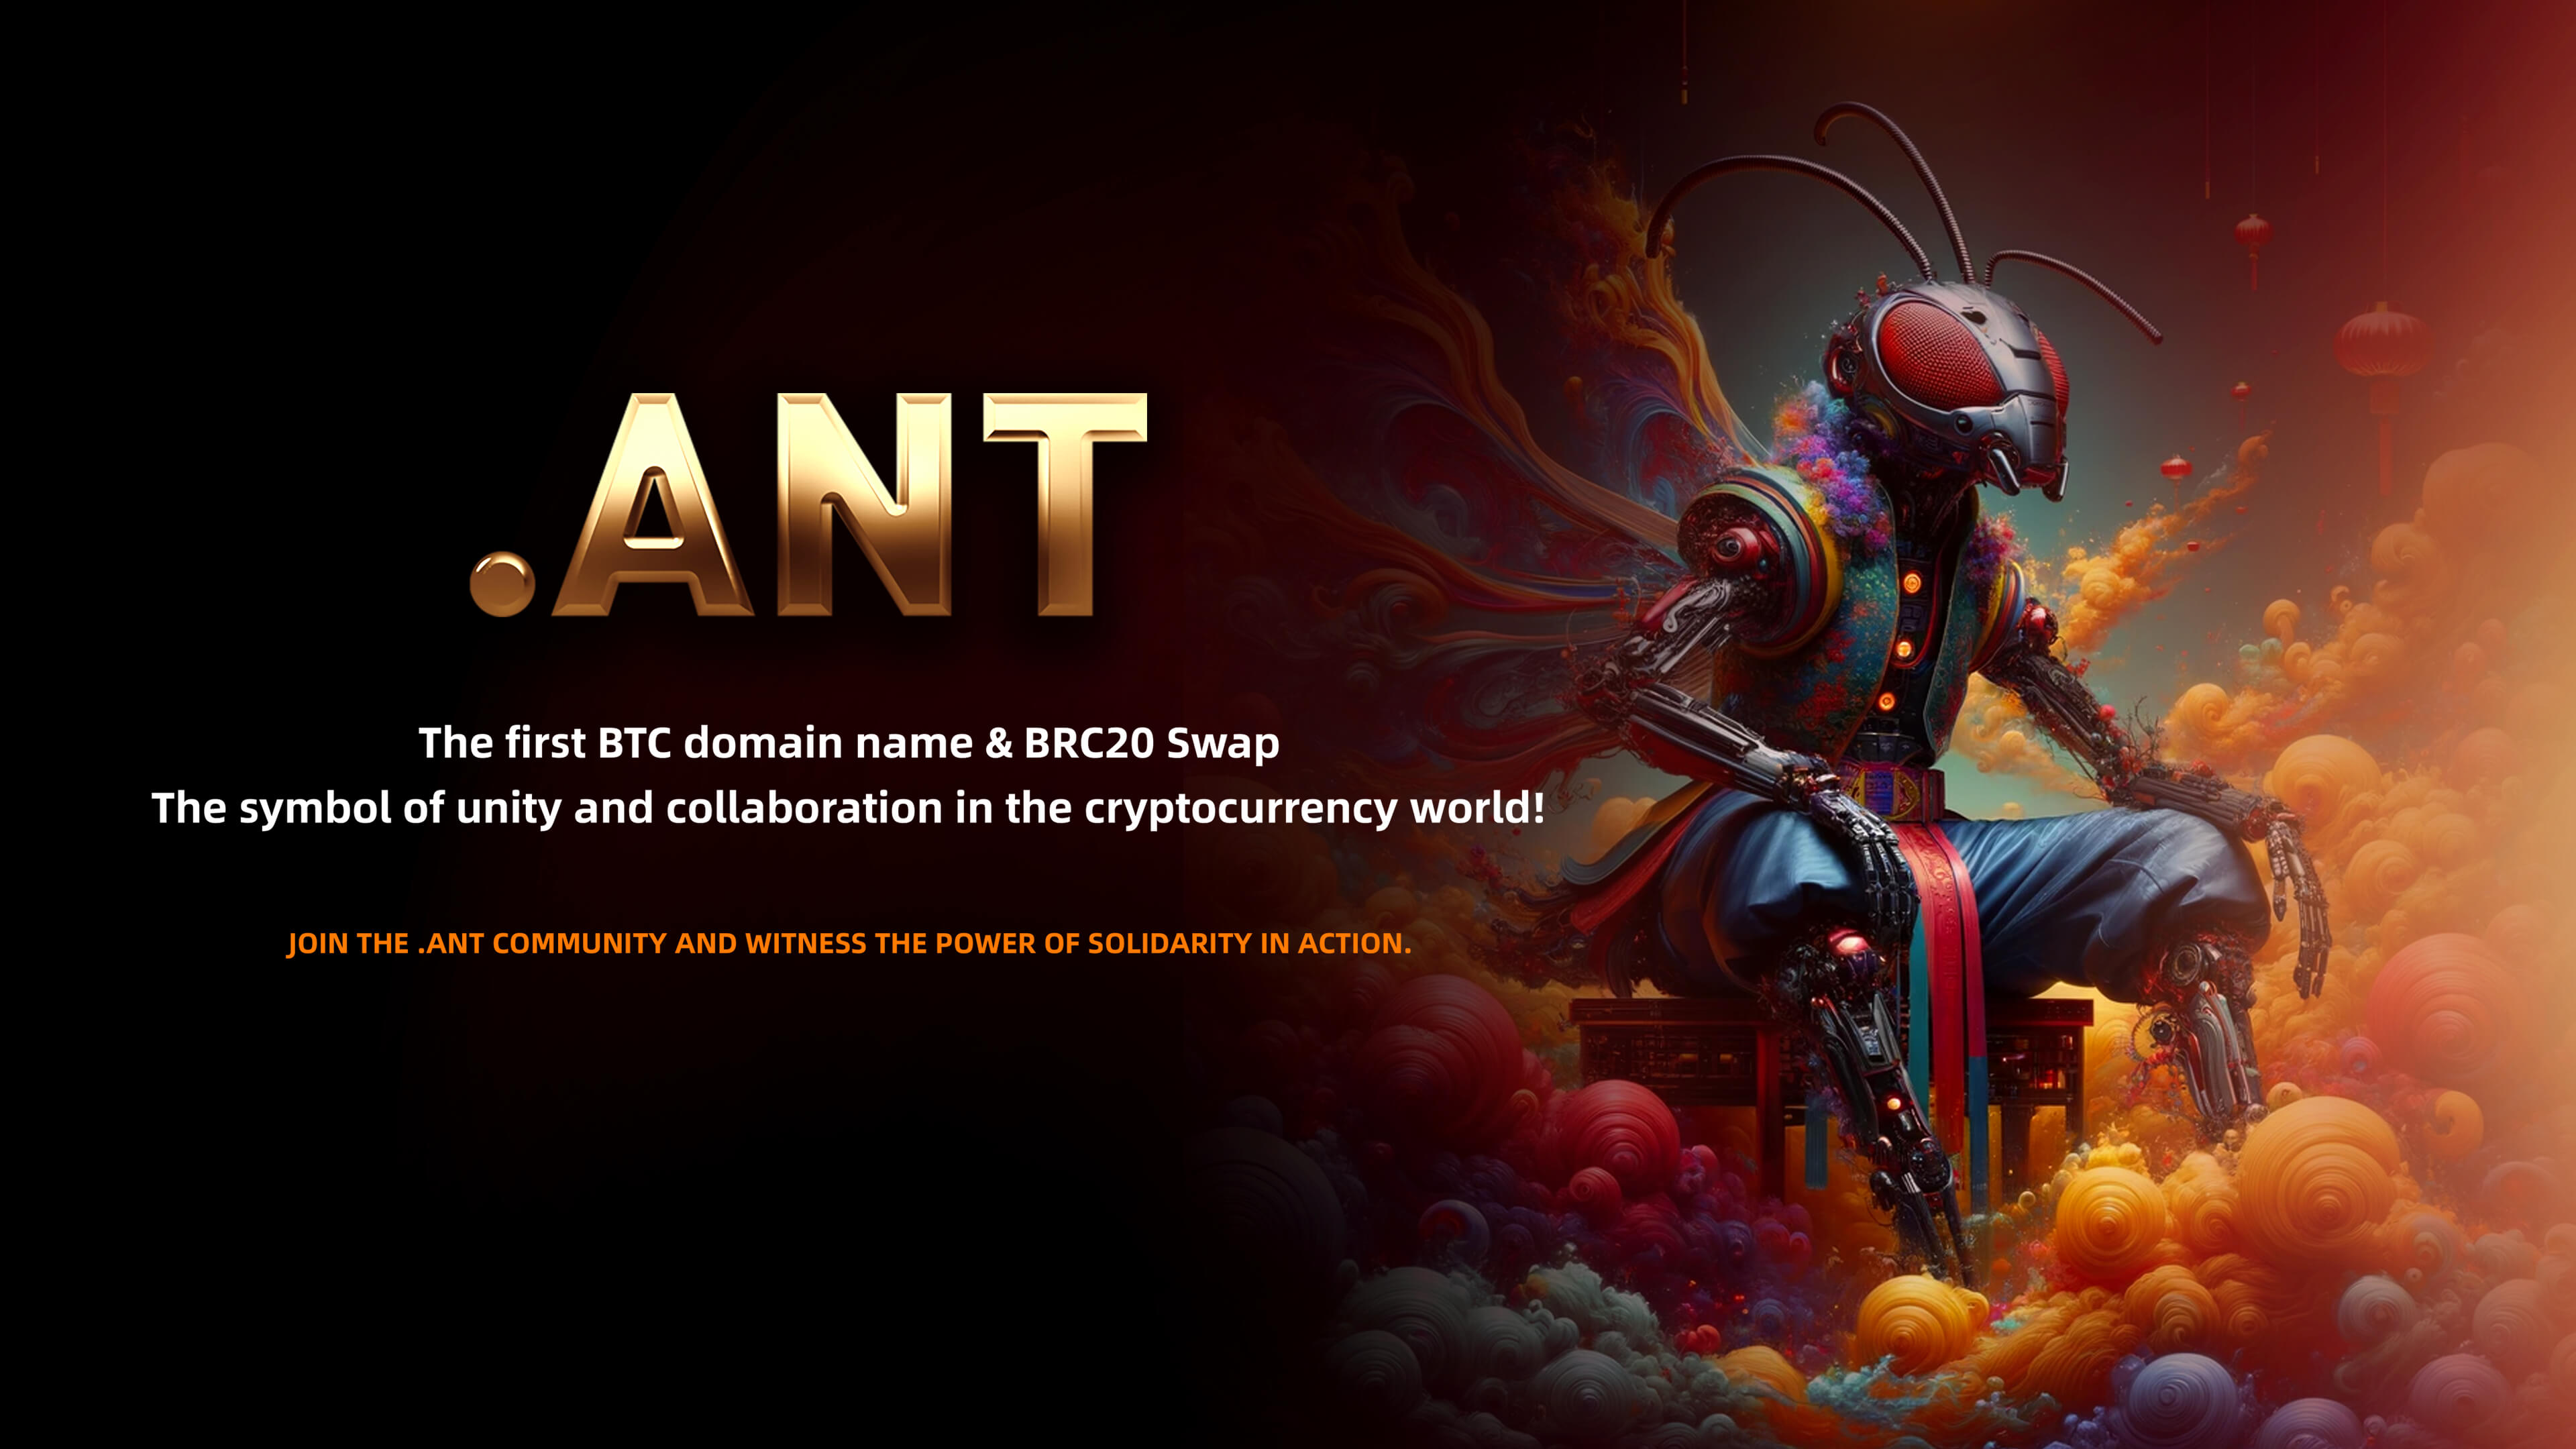 .ANT
The first BTC domain name & BRC20 Swap
The symbol of unity and collaboration in the cryptocurrency world!
JOIN THE .ANT COMMUNITY AND WITNESS THE POWER OF SOLIDARITY IN ACTION.